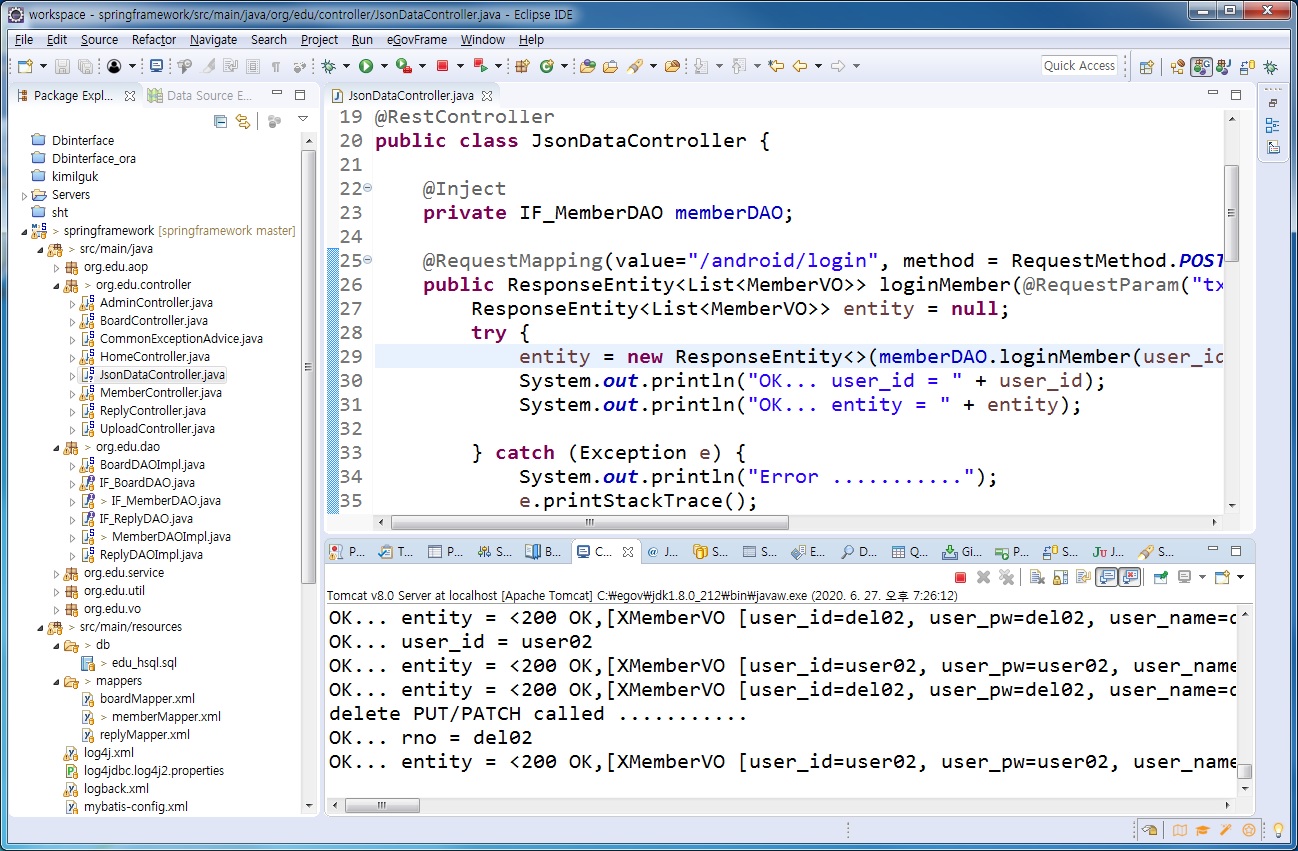 workspace - springframework/src/main/java/org/edu/controller/JsonDataController.java - Eclipse IDE
File Edit Source Refactor Navigate Search Project Run eGovFrame Window Help
Quick Access
Package Expl... Data Source E...
Dbinterface
Dbinterface_ora
kimilguk
Servers
sht
> springframework [springframework master]
> src/main/java
org.edu.aop
> org.edu.controller
AdminController.java
BoardController.java
CommonExceptionAdvice.java
HomeController.java
JsonDataController.java
MemberController.java
ReplyController.java
UploadController.java
> org.edu.dao
BoardDAOImpl.java
IF_BoardDAO.java
> IF_MemberDAO.java
IF_ReplyDAO.java
> MemberDAOImpl.java
ReplyDAOImpl.java
org.edu.service
org.edu.util
org.edu.vo
> src/main/resources
> db
> edu_hsql.sql
> mappers
boardMapper.xml
> memberMapper.xml
replyMapper.xml
log4j.xml
log4jdbc.log4j2.properties
logback.xml
mybatis-config.xml
JsonDataController.java
19 @RestController
20 public class JsonDataController {
21
22 @Inject
23 private IF_MemberDAO memberDAO;
24
25 @RequestMapping(value="/android/login", method = RequestMethod.POST
26 public ResponseEntity<List<MemberVO>> loginMember(@RequestParam("tx
27 ResponseEntity<List<MemberVO>> entity = null;
28 try {
29 entity = new ResponseEntity<>(memberDAO.loginMember(user_id
30 System.out.println("OK... user_id = " + user_id);
31 System.out.println("OK... entity = " + entity);
32
33 } catch (Exception e) {
34 System.out.println("Error ...........");
35 e.printStackTrace();
P... T... P... S... B... C... J... S... S... E... D... Q... Gi... P... S... Ju J... S...
Tomcat v8.0 Server at localhost [Apache Tomcat] C:₩egov₩jdk1.8.0_212₩bin₩javaw.exe (2020. 6. 27. 오후 7:26:12)
OK... entity = <200 OK,[XMemberVO [user_id=del02, user_pw=del02, user_name=d
OK... user_id = user02
OK... entity = <200 OK,[XMemberVO [user_id=user02, user_pw=user02, user_name
OK... entity = <200 OK,[XMemberVO [user_id=del02, user_pw=del02, user_name=d
delete PUT/PATCH called ...........
OK... rno = del02
OK... entity = <200 OK,[XMemberVO [user_id=user02, user_pw=user02, user_name